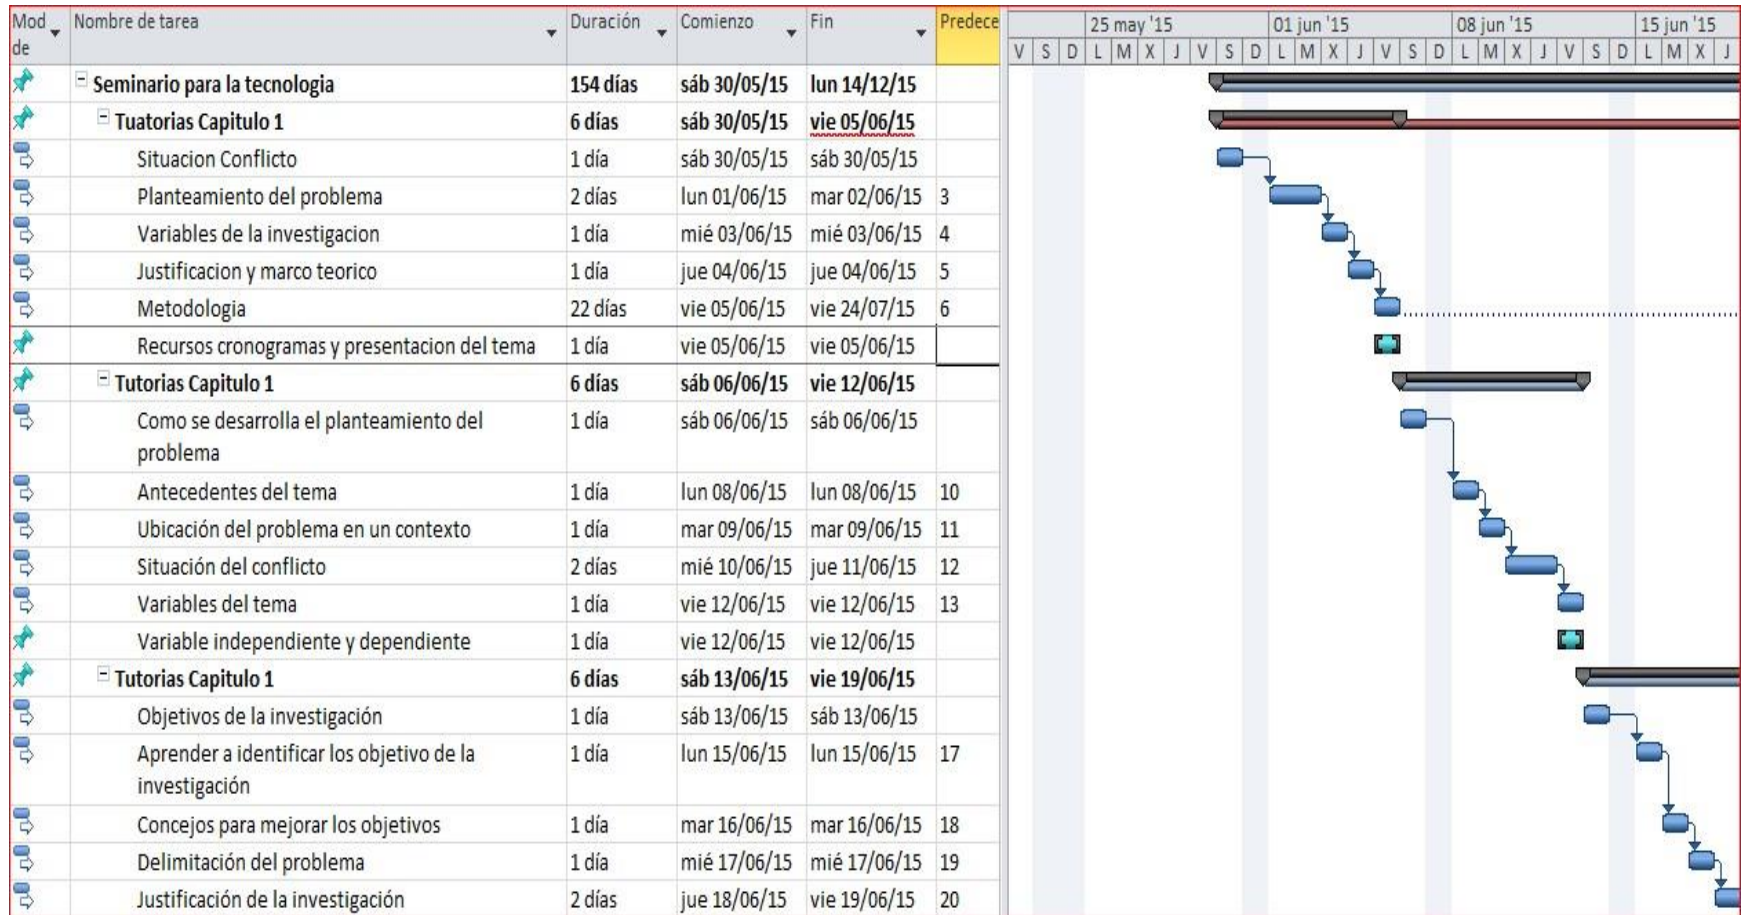 Mod de Nombre de tarea Duración Comienzo Fin Predece
25 may '15 01 jun '15 08 jun '15 15 jun '15
V S D L M X J V S D L M X J V S D L M X J V S D L M X J
Seminario para la tecnologia 154 días sáb 30/05/15 lun 14/12/15
Tuatorias Capitulo 1 6 días sáb 30/05/15 vie 05/06/15
Situacion Conflicto 1 día sáb 30/05/15 sáb 30/05/15
Planteamiento del problema 2 días lun 01/06/15 mar 02/06/15 3
Variables de la investigacion 1 día mié 03/06/15 mié 03/06/15 4
Justificacion y marco teorico 1 día jue 04/06/15 jue 04/06/15 5
Metodologia 22 días vie 05/06/15 vie 24/07/15 6
Recursos cronogramas y presentacion del tema 1 día vie 05/06/15 vie 05/06/15
Tutorias Capitulo 1 6 días sáb 06/06/15 vie 12/06/15
Como se desarrolla el planteamiento del 1 día sáb 06/06/15 sáb 06/06/15
problema
Antecedentes del tema 1 día lun 08/06/15 lun 08/06/15 10
Ubicación del problema en un contexto 1 día mar 09/06/15 mar 09/06/15 11
Situación del conflicto 2 días mié 10/06/15 jue 11/06/15 12
Variables del tema 1 día vie 12/06/15 vie 12/06/15 13
Variable independiente y dependiente 1 día vie 12/06/15 vie 12/06/15
Tutorias Capitulo 1 6 días sáb 13/06/15 vie 19/06/15
Objetivos de la investigación 1 día sáb 13/06/15 sáb 13/06/15
Aprender a identificar los objetivo de la 1 día lun 15/06/15 lun 15/06/15 17
investigación
Concejos para mejorar los objetivos 1 día mar 16/06/15 mar 16/06/15 18
Delimitación del problema 1 día mié 17/06/15 mié 17/06/15 19
Justificación de la investigación 2 días jue 18/06/15 vie 19/06/15 20